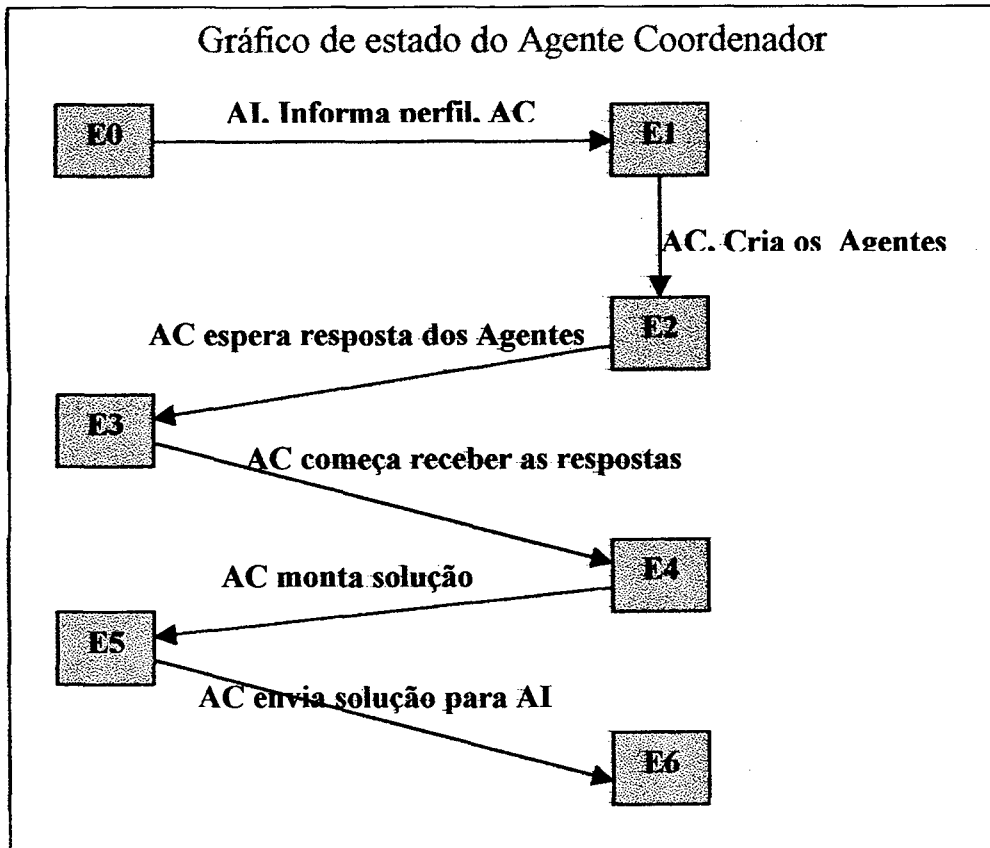 Gráfico de estado do Agente Coordenador
AI. Informa perfil. AC
E0
E1
AC. Cria os Agentes
E2
AC espera resposta dos Agentes
E3
AC começa receber as respostas
E4
AC monta solução
E5
AC envia solução para AI
E6